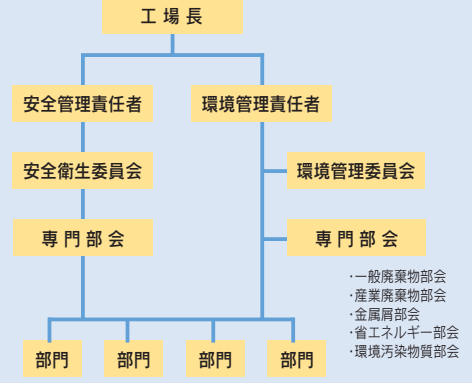 工場長
安全管理責任者
環境管理責任者
安全衛生委員会
環境管理委員会
専門部会
専門部会
・一般廃棄物部会
・産業廃棄物部会
・金属屑部会
・省エネルギー部会
・環境汚染物質部会
部門
部門
部門
部門